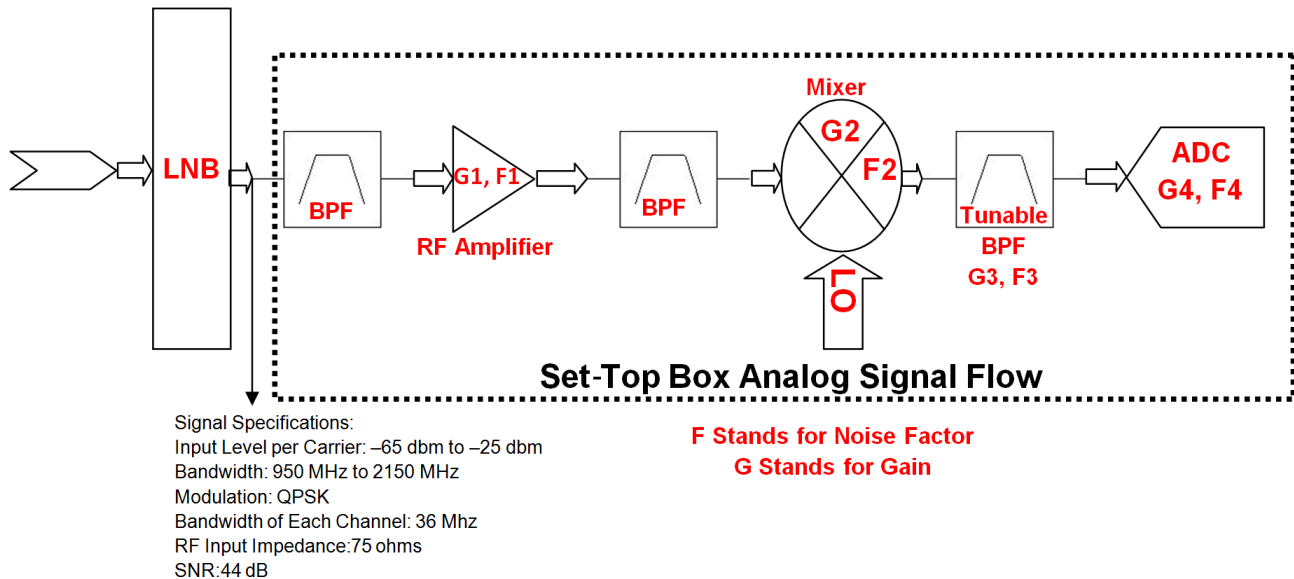 LNB
BPF
G1, F1
RF Amplifier
BPF
Mixer
G2
F2
LO
Tunable
BPF
G3, F3
ADC
G4, F4
Set-Top Box Analog Signal Flow
Signal Specifications:
Input Level per Carrier: –65 dbm to –25 dbm
Bandwidth: 950 MHz to 2150 MHz
Modulation: QPSK
Bandwidth of Each Channel: 36 Mhz
RF Input Impedance:75 ohms
SNR:44 dB
F Stands for Noise Factor
G Stands for Gain